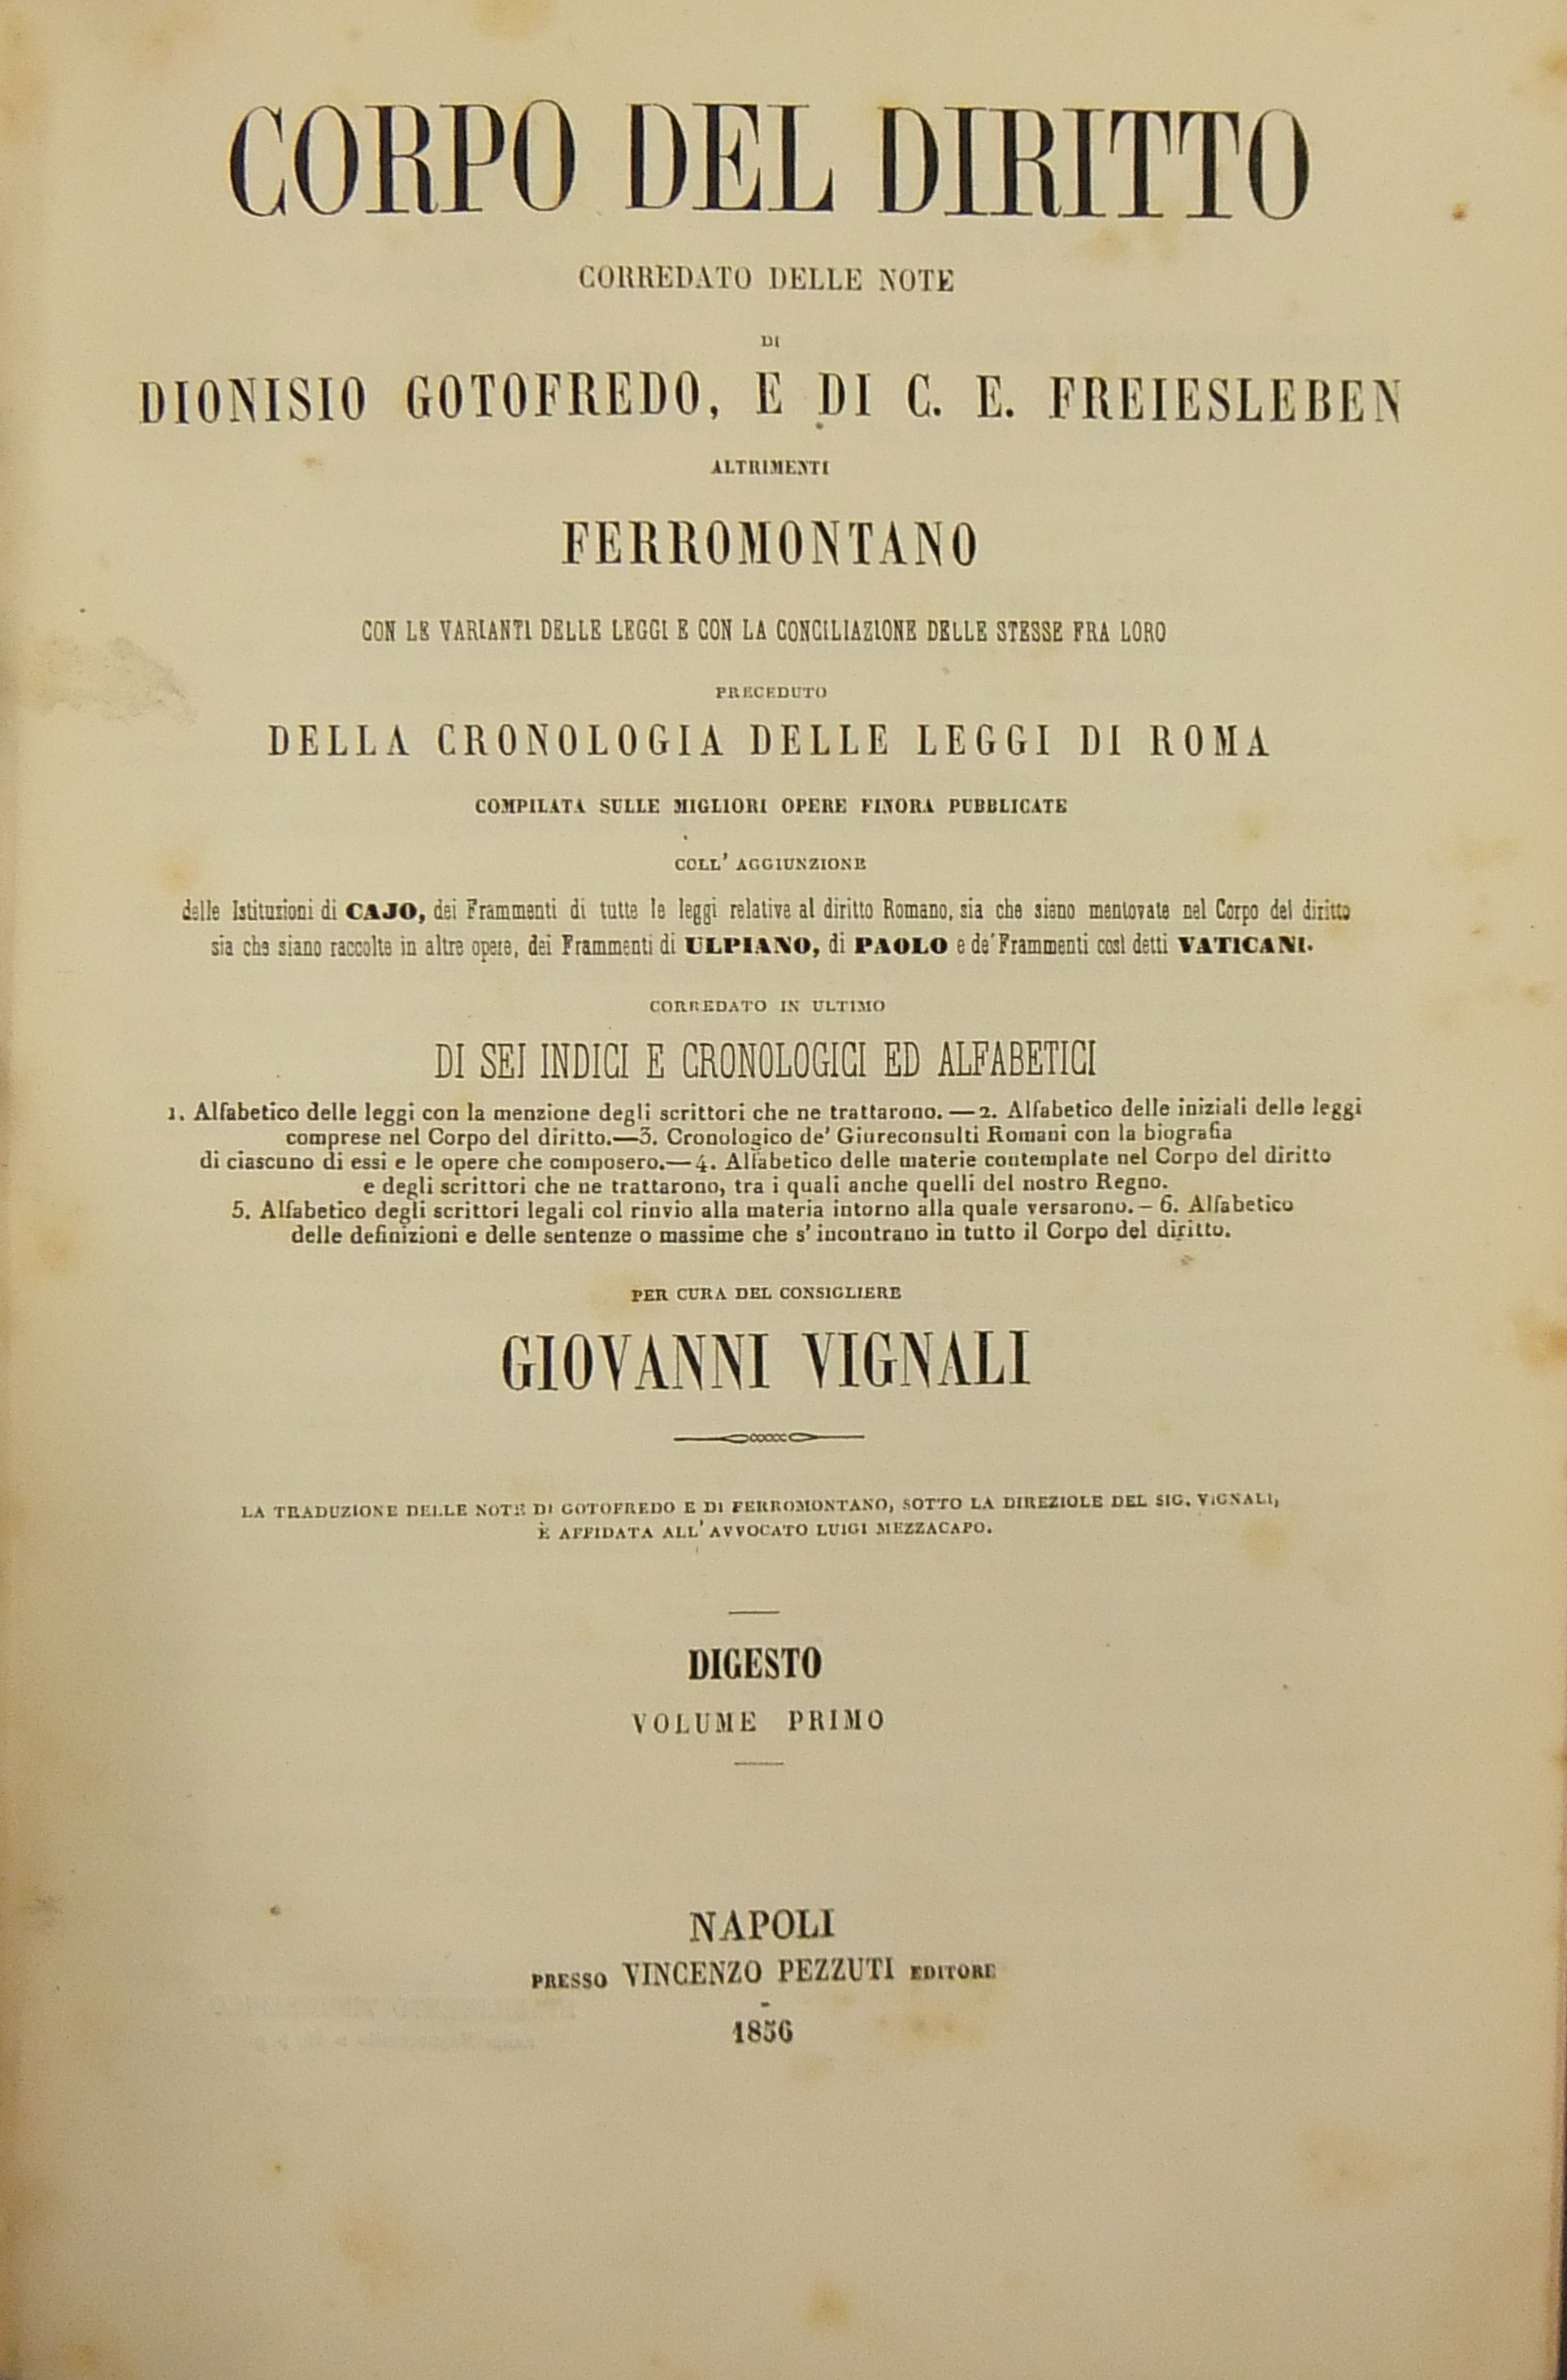 CORPO DEL DIRITTO
CORREDATO DELLE NOTE
DI
DIONISIO GOTOFREDO, E DI C. E. FREIESLEBEN
ALTRIMENTI
FERROMONTANO
CON LE VARIANTI DELLE LEGGI E CON LA CONCILIAZIONE DELLE STESSE FRA LORO
PRECEDUTO
DELLA CRONOLOGIA DELLE LEGGI DI ROMA
COMPILATA SULLE MIGLIORI OPERE FINORA PUBBLICATE
COLL' AGGIUNZIONE
delle Istituzioni di CAJO, dei Frammenti di tutte le leggi relative al diritto Romano, sia che siano mentovate nel Corpo del diritto
sia che siano raccolte in altre opere, dei Frammenti di ULPIANO, di PAOLO e de' Frammenti così detti VATICANI.
CORREDATO IN ULTIMO
DI SEI INDICI E CRONOLOGICI ED ALFABETICI
1. Alfabetico delle leggi con la menzione degli scrittori che ne trattarono. — 2. Alfabetico delle iniziali delle leggi
comprese nel Corpo del diritto.—3. Cronologico de' Giureconsulti Romani con la biografia
di ciascuno di essi e le opere che composero.—4. Alfabetico delle materie contemplate nel Corpo del diritto
e degli scrittori che ne trattarono, tra i quali anche quelli del nostro Regno.
5. Alfabetico degli scrittori legali col rinvio alla materia intorno alla quale versarono.— 6. Alfabetico
delle definizioni e delle sentenze o massime che s' incontrano in tutto il Corpo del diritto.
PER CURA DEL CONSIGLIERE
GIOVANNI VIGNALI
LA TRADUZIONE DELLE NOTE DI GOTOFREDO E DI FERROMONTANO, SOTTO LA DIREZIOLE DEL SIG. VIGNALI,
È AFFIDATA ALL' AVVOCATO LUIGI MEZZACAPO.
DIGESTO
VOLUME PRIMO
NAPOLI
PRESSO VINCENZO PEZZUTI EDITORE
1856